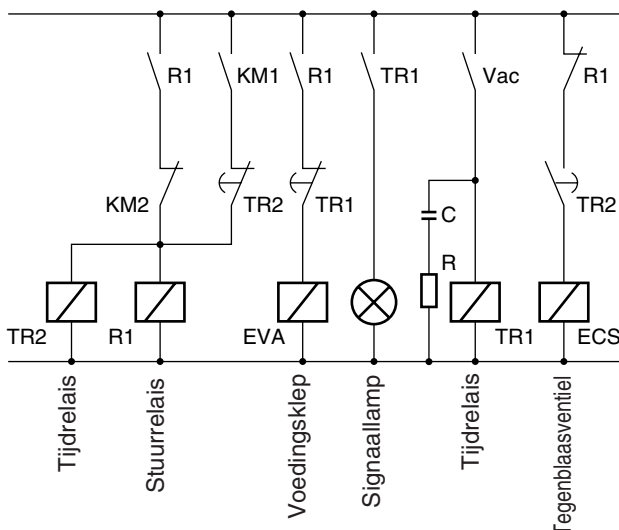 R1
KM1
R1
TR1
Vac
R1
KM2
TR2
TR1
C
R
TR2
TR2
R1
EVA
TR1
ECS
Tijdrelais
Stuurrelais
Voedingsklep
Signaallamp
Tijdrelais
Tegenblaasventiel